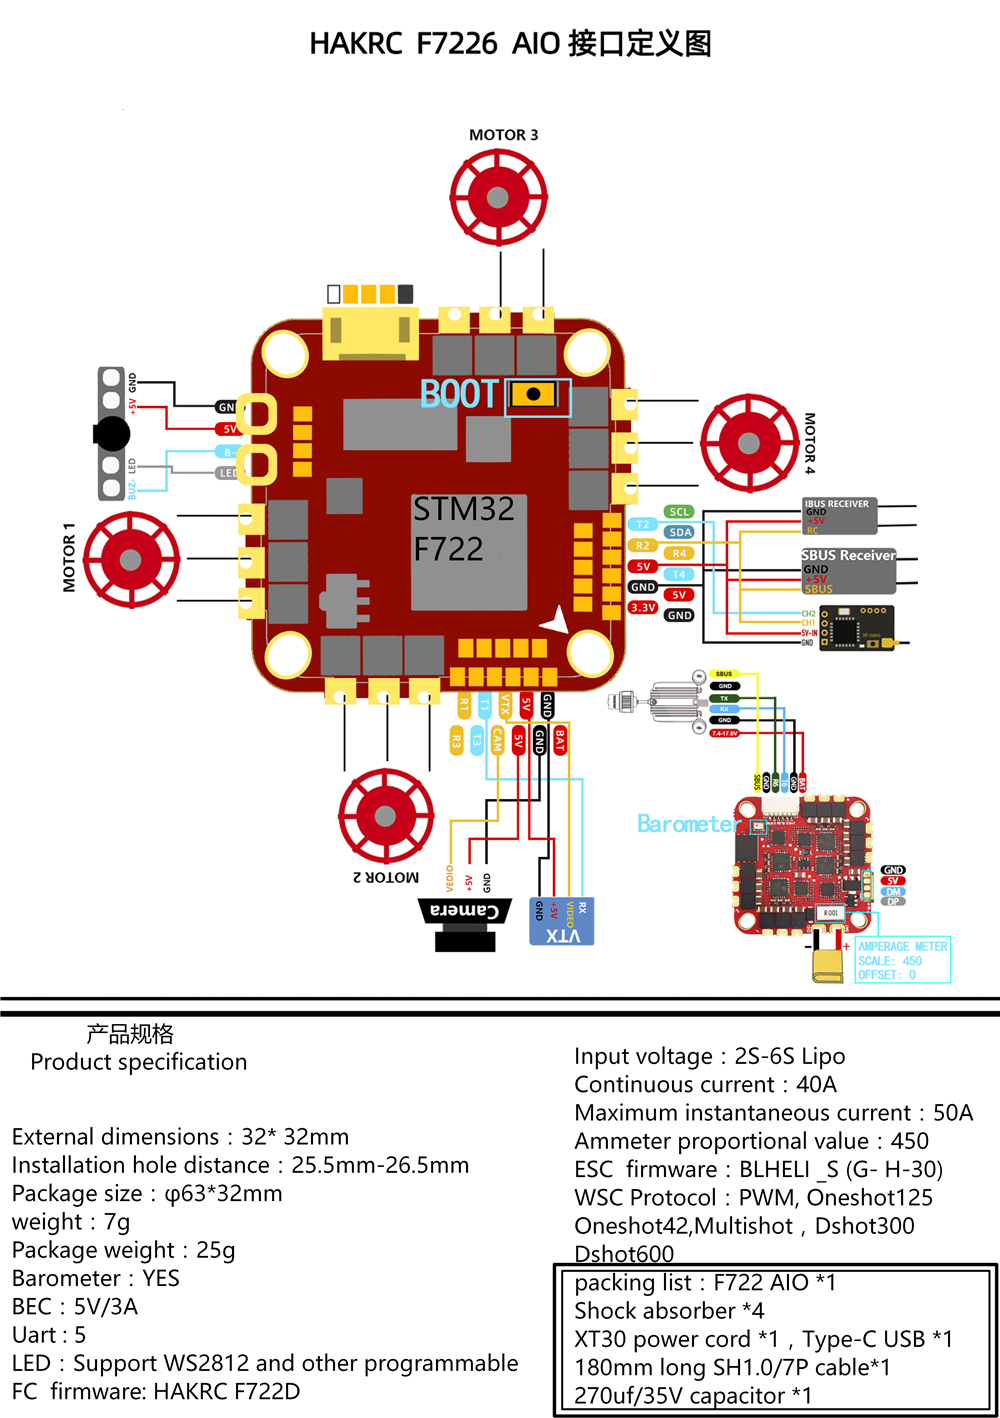 HAKRC F7226 AIO 接口定义图
MOTOR 3
BOOT
GND
+5V
LED
BUZ-
GND
5V
B-
LED
MOTOR 4
MOTOR 1
STM32
F722
SCL
T2
SDA
R2
R4
5V
T4
GND
5V
3.3V
GND
IBUS RECEIVER
GND
+5V
RC
SBUS Receiver
GND
+5V
SBUS
CH2
CH1
5V-IN
GND
XF nano
R1
T1
VTX
5V
GND
R3
T3
CAM
5V
GND
BAT
SBUS
GND
TX
RX
GND
7.4-17.6V
SBUS
GND
R5
T5
GND
BAT
Barometer
MOTOR 2
VEDIO
+5V
GND
Camera
GND
+5V
VIDEO
RX
VTX
GND
5V
DM
DP
R001
- +
AMPERAGE METER
SCALE: 450
OFFSET: 0
产品规格
Product specification
External dimensions：32* 32mm
Installation hole distance：25.5mm-26.5mm
Package size：φ63*32mm
weight：7g
Package weight：25g
Barometer：YES
BEC：5V/3A
Uart : 5
LED：Support WS2812 and other programmable
FC firmware: HAKRC F722D
Input voltage：2S-6S Lipo
Continuous current：40A
Maximum instantaneous current：50A
Ammeter proportional value：450
ESC firmware：BLHELI _S (G- H-30)
WSC Protocol：PWM, Oneshot125
Oneshot42,Multishot，Dshot300
Dshot600
packing list：F722 AIO *1
Shock absorber *4
XT30 power cord *1，Type-C USB *1
180mm long SH1.0/7P cable*1
270uf/35V capacitor *1